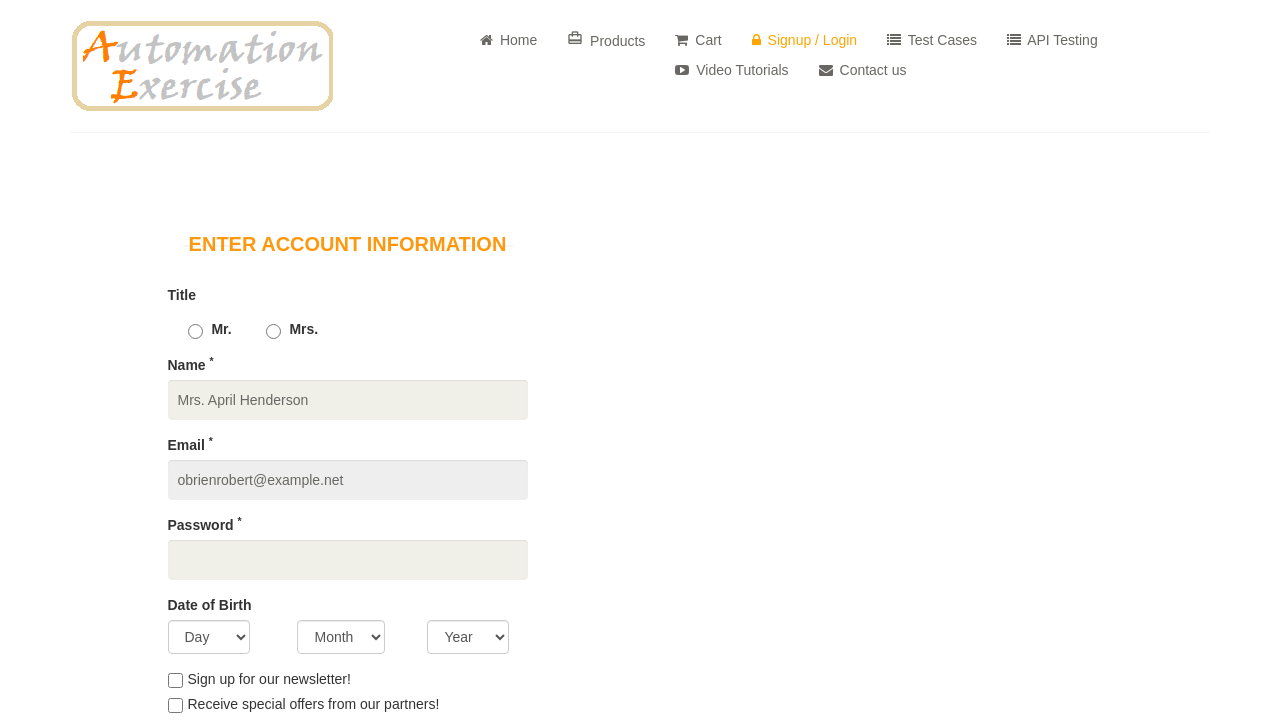 Automation
Exercise
Home Products Cart Signup / Login Test Cases API Testing
Video Tutorials Contact us
ENTER ACCOUNT INFORMATION
Title
Mr. Mrs.
Name *
Mrs. April Henderson
Email *
obrienrobert@example.net
Password *
Date of Birth
Day Month Year
Sign up for our newsletter!
Receive special offers from our partners!